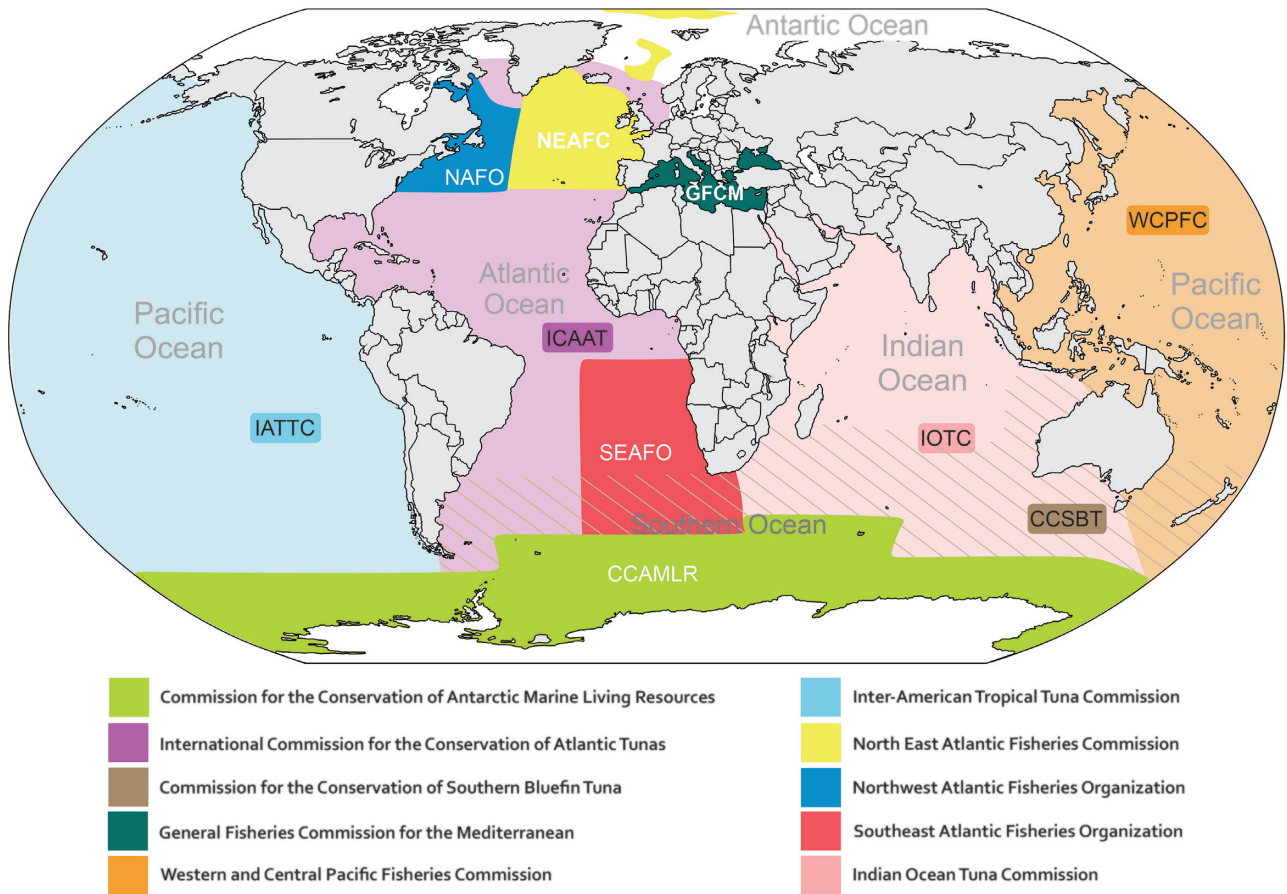 Antartic Ocean
NEAFC
NAFO
GFCM
WCPFC
Atlantic
Ocean
Pacific
Ocean
Pacific
Ocean
ICAAT
Indian
Ocean
IATTC
SEAFO
IOTC
Southern Ocean
CCSBT
CCAMLR
Commission for the Conservation of Antarctic Marine Living Resources
International Commission for the Conservation of Atlantic Tunas
Commission for the Conservation of Southern Bluefin Tuna
General Fisheries Commission for the Mediterranean
Western and Central Pacific Fisheries Commission
Inter-American Tropical Tuna Commission
North East Atlantic Fisheries Commission
Northwest Atlantic Fisheries Organization
Southeast Atlantic Fisheries Organization
Indian Ocean Tuna Commission